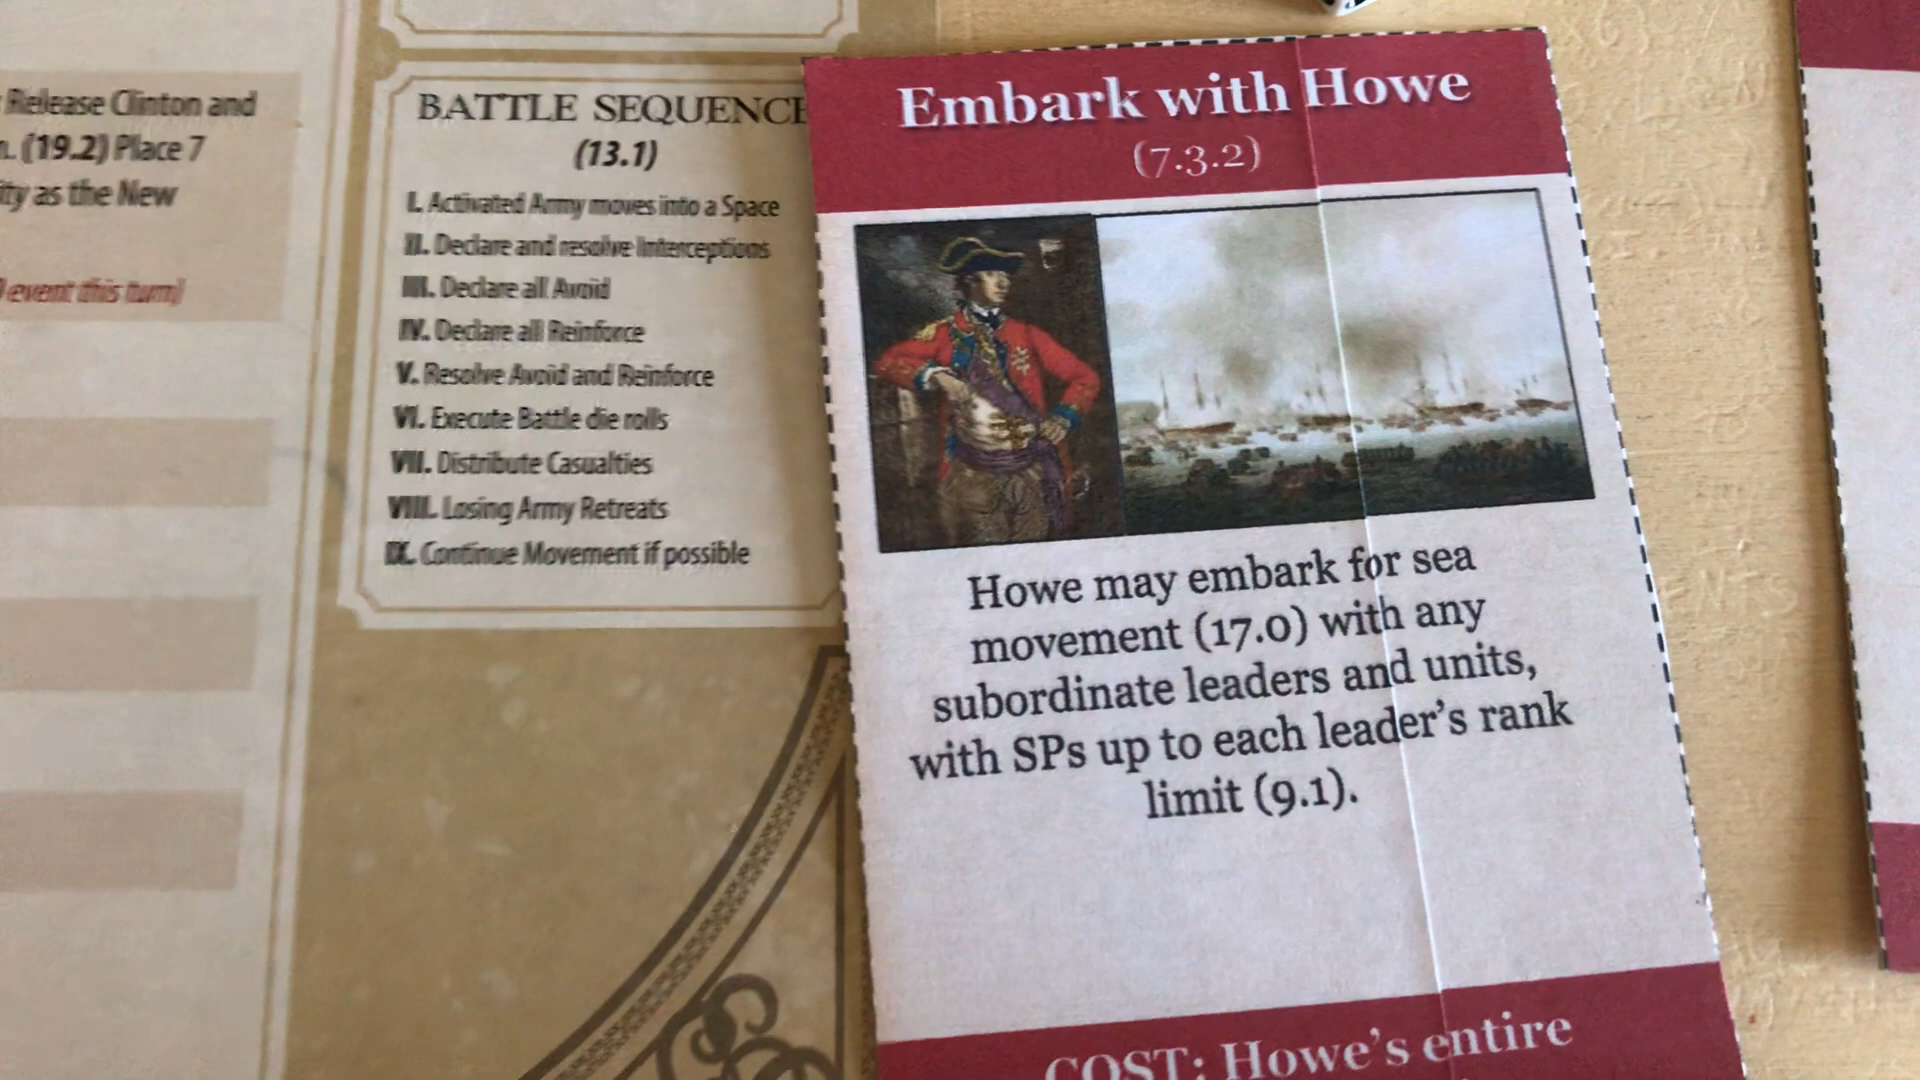 Release Clinton and
(19.2) Place 7
ity as the New
event this turn)
BATTLE SEQUENCE
(13.1)
I. Activated Army moves into a Space
II. Declare and resolve Interceptions
III. Declare all Avoid
IV. Declare all Reinforce
V. Resolve Avoid and Reinforce
VI. Execute Battle die rolls
VII. Distribute Casualties
VIII. Losing Army Retreats
IX. Continue Movement if possible
Embark with Howe
(7.3.2)
Howe may embark for sea
movement (17.0) with any
subordinate leaders and units,
with SPs up to each leader's rank
limit (9.1).
COST: Howe's entire